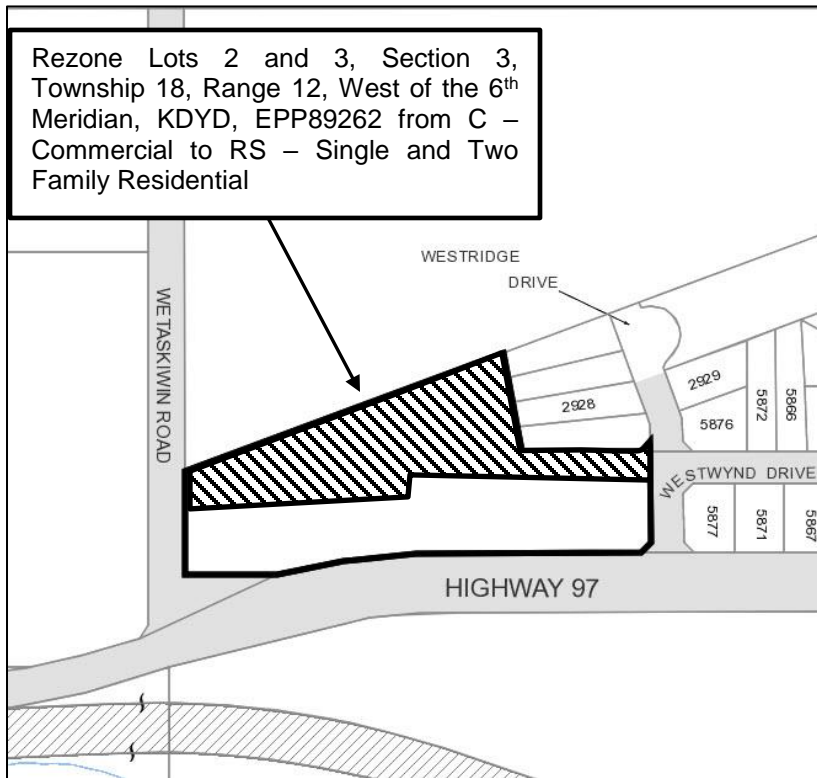 Rezone Lots 2 and 3, Section 3,
Township 18, Range 12, West of the 6th
Meridian, KDYD, EPP89262 from C –
Commercial to RS – Single and Two
Family Residential
WESTRIDGE
DRIVE
WETASKIWIN ROAD
2928
2929
5876
5872
5866
WESTWYND DRIVE
5877
5871
5867
HIGHWAY 97